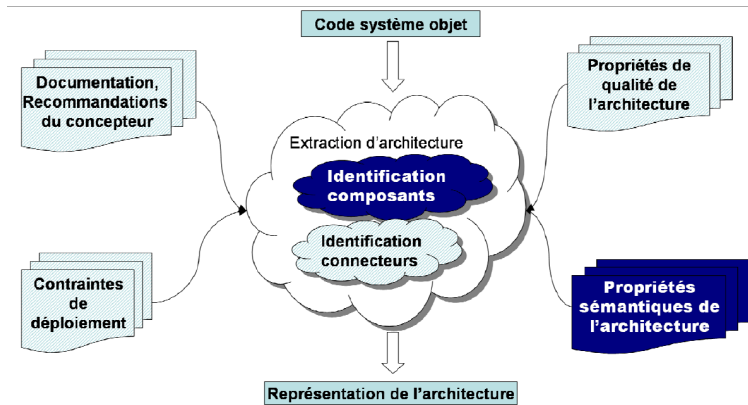 Code système objet
Documentation,
Recommandations
du concepteur
Propriétés de
qualité de
l'architecture
Extraction d'architecture
Identification
composants
Identification
connecteurs
Contraintes
de
déploiement
Propriétés
sémantiques de
l'architecture
Représentation de l'architecture